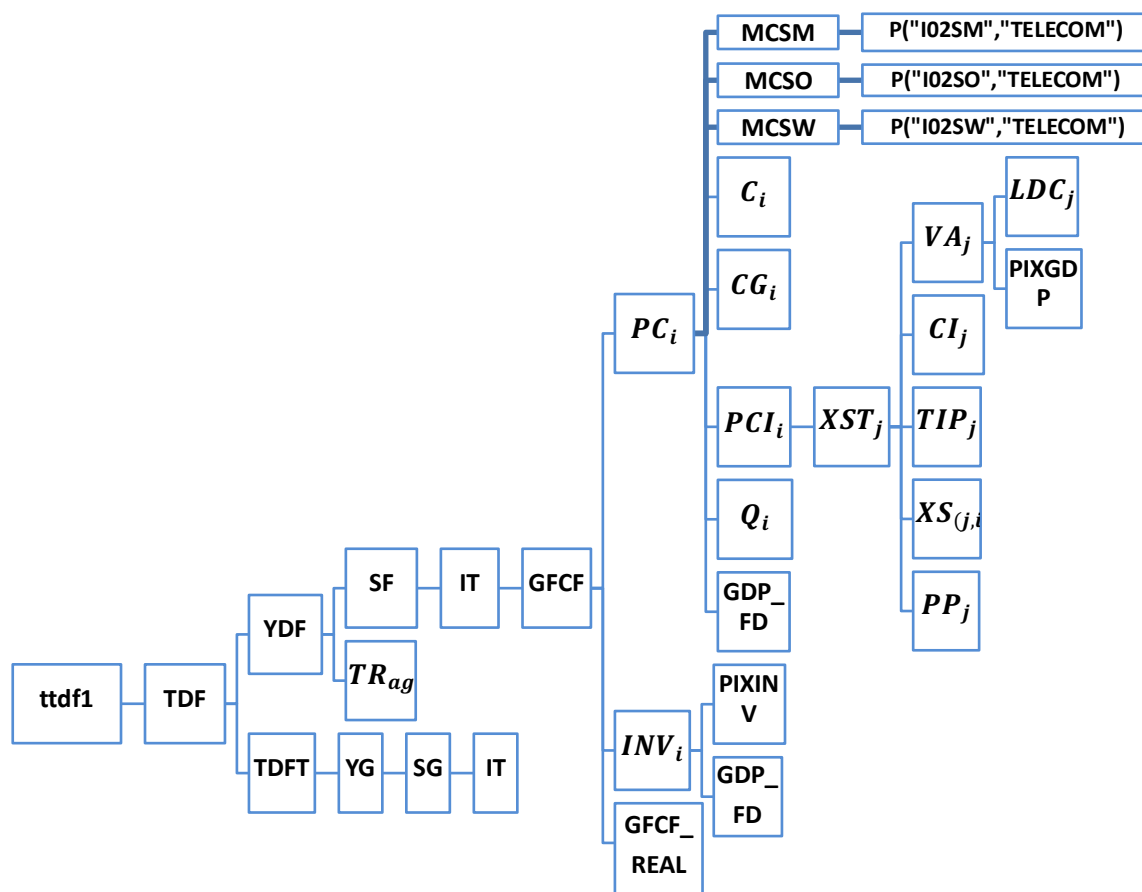 MCSM
P("I02SM","TELECOM")
MCSO
P("I02SO","TELECOM")
MCSW
P("I02SW","TELECOM")
C_i
LDC_j
VA_j
CG_i
PIXGD
P
PC_i
CI_j
PCI_i
XST_j
TIP_j
Q_i
XS_(j,i
SF
IT
GFCF
GDP_
FD
PP_j
YDF
TR_ag
ttdf1
TDF
PIXIN
V
INV_i
TDFT
YG
SG
IT
GDP_
FD
GFCF_
REAL